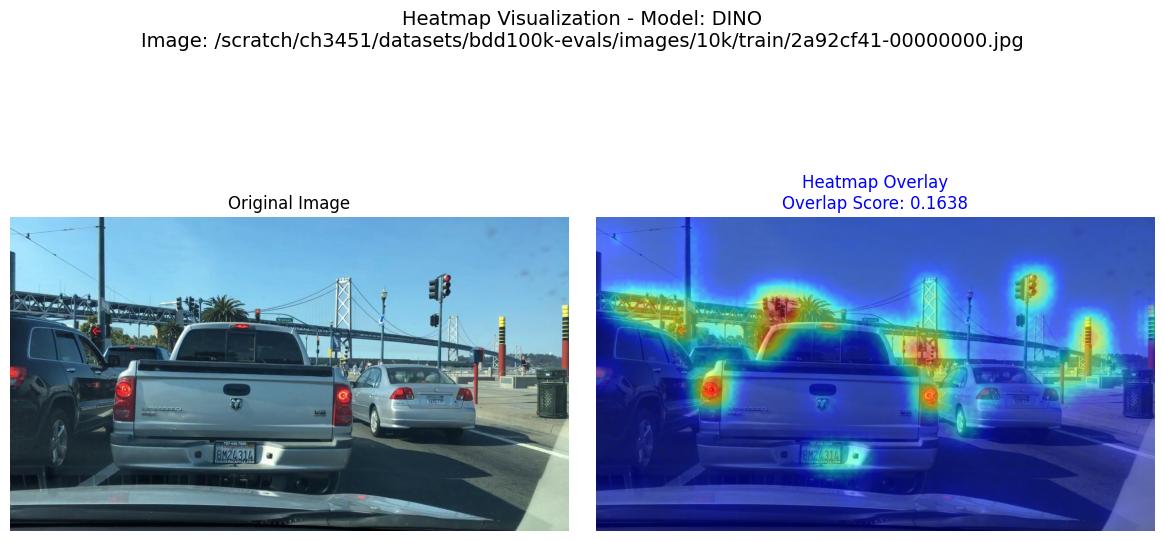 Heatmap Visualization - Model: DINO
Image: /scratch/ch3451/datasets/bdd100k-evals/images/10k/train/2a92cf41-00000000.jpg
Original Image
Heatmap Overlay
Overlap Score: 0.1638
8M24314